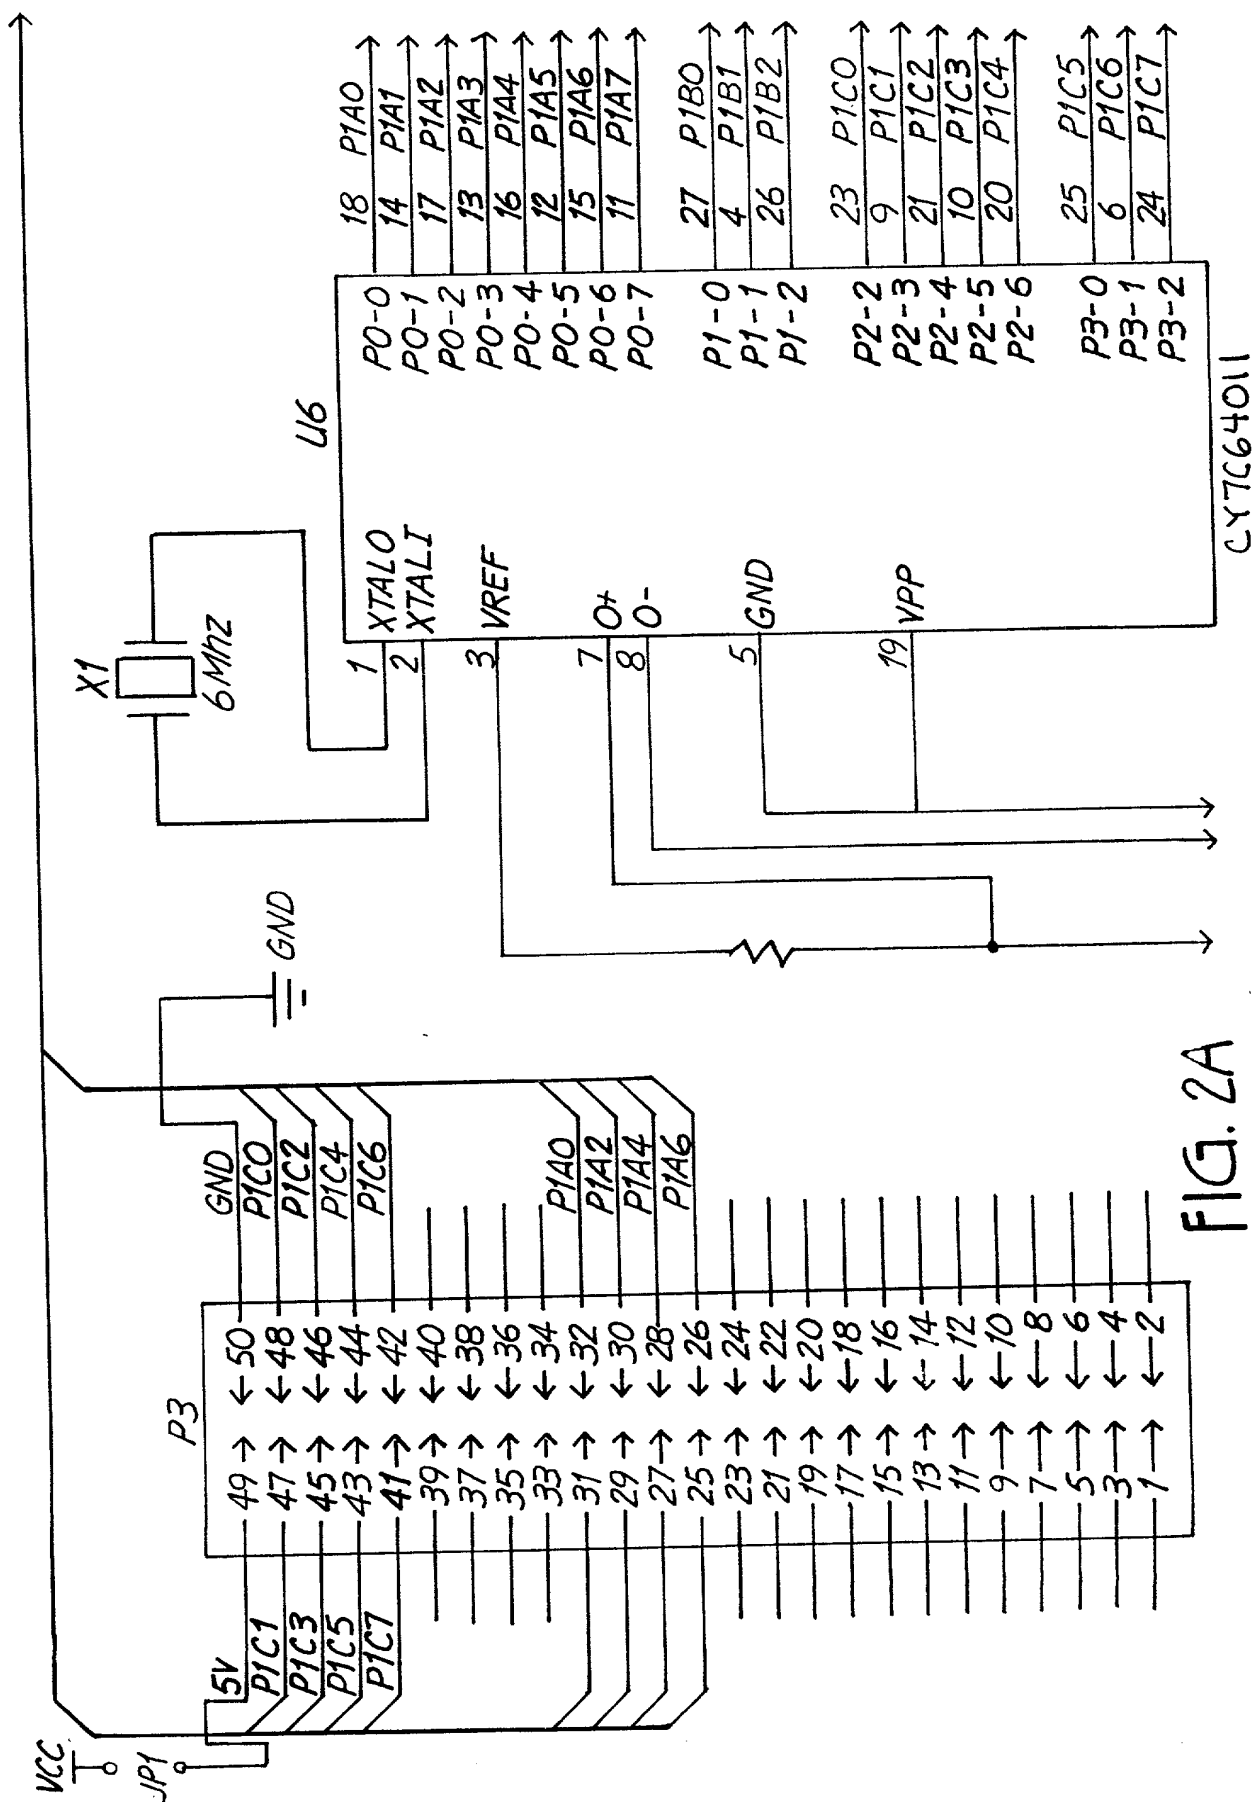 VCC
JP1
5V
P1C1
P1C3
P1C5
P1C7
P3
49 50
47 48
45 46
43 44
41 42
39 40
37 38
35 36
33 34
31 32
29 30
27 28
25 26
23 24
21 22
19 20
17 18
15 16
13 14
11 12
9 10
7 8
5 6
3 4
1 2
GND
P1C0
P1C2
P1C4
P1C6
P1A0
P1A2
P1A4
P1A6
GND
X1
6Mhz
U6
1 XTALO
2 XTALI
3 VREF
7 O+
8 O-
5 GND
19 VPP
P0-0 18 P1A0
P0-1 14 P1A1
P0-2 17 P1A2
P0-3 13 P1A3
P0-4 16 P1A4
P0-5 12 P1A5
P0-6 15 P1A6
P0-7 11 P1A7
P1-0 27 P1B0
P1-1 4 P1B1
P1-2 26 P1B2
P2-2 23 P1C0
P2-3 9 P1C1
P2-4 21 P1C2
P2-5 10 P1C3
P2-6 20 P1C4
P3-0 25 P1C5
P3-1 6 P1C6
P3-2 24 P1C7
CY7C64011
FIG. 2A